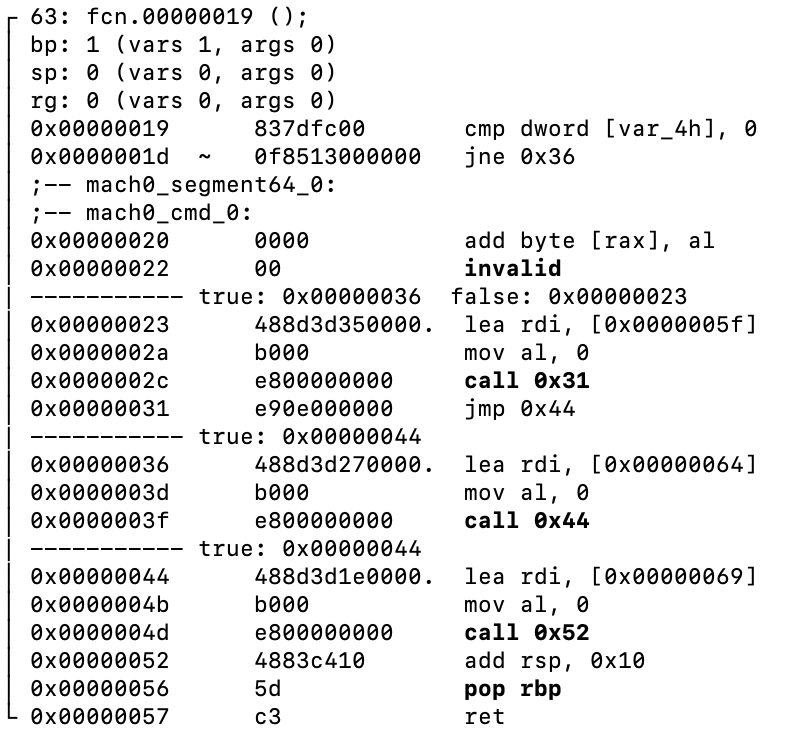 63: fcn.00000019 ();
bp: 1 (vars 1, args 0)
sp: 0 (vars 0, args 0)
rg: 0 (vars 0, args 0)
0x00000019      837dfc00       cmp dword [var_4h], 0
0x0000001d  ~   0f8513000000   jne 0x36
;-- mach0_segment64_0:
;-- mach0_cmd_0:
0x00000020      0000           add byte [rax], al
0x00000022      00             invalid
----------- true: 0x00000036  false: 0x00000023
0x00000023      488d3d350000.  lea rdi, [0x0000005f]
0x0000002a      b000           mov al, 0
0x0000002c      e800000000     call 0x31
0x00000031      e90e000000     jmp 0x44
----------- true: 0x00000044
0x00000036      488d3d270000.  lea rdi, [0x00000064]
0x0000003d      b000           mov al, 0
0x0000003f      e800000000     call 0x44
----------- true: 0x00000044
0x00000044      488d3d1e0000.  lea rdi, [0x00000069]
0x0000004b      b000           mov al, 0
0x0000004d      e800000000     call 0x52
0x00000052      4883c410       add rsp, 0x10
0x00000056      5d             pop rbp
0x00000057      c3             ret